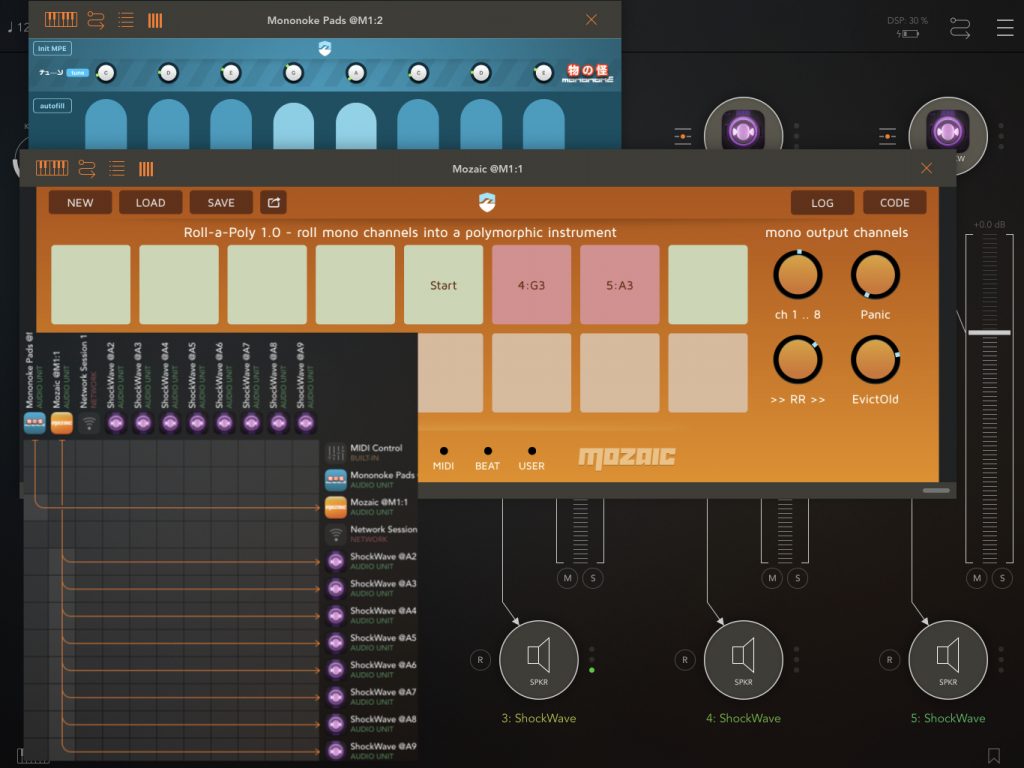 ♩ 12
Mononoke Pads @M1:2
DSP: 30 %
Init MPE
チューン tune
C D E G A C D E
物の怪
MONONOKE
autofill
Mozaic @M1:1
NEW LOAD SAVE LOG CODE
Roll-a-Poly 1.0 - roll mono channels into a polymorphic instrument
mono output channels
Start 4:G3 5:A3
ch 1 .. 8 Panic
>> RR >> EvictOld
MIDI BEAT USER
mozaic
+0.0 dB
Mononoke Pads @
AUDIO UNIT
Mozaic @M1:1
AUDIO UNIT
Network Session 1
NETWORK
ShockWave @A2
AUDIO UNIT
ShockWave @A3
AUDIO UNIT
ShockWave @A4
AUDIO UNIT
ShockWave @A5
AUDIO UNIT
ShockWave @A6
AUDIO UNIT
ShockWave @A7
AUDIO UNIT
ShockWave @A8
AUDIO UNIT
ShockWave @A9
AUDIO UNIT
MIDI Control
BUILT-IN
Mononoke Pads
AUDIO UNIT
Mozaic @M1:1
AUDIO UNIT
Network Session
NETWORK
ShockWave @A2
AUDIO UNIT
ShockWave @A3
AUDIO UNIT
ShockWave @A4
AUDIO UNIT
ShockWave @A5
AUDIO UNIT
ShockWave @A6
AUDIO UNIT
ShockWave @A7
AUDIO UNIT
ShockWave @A8
AUDIO UNIT
ShockWave @A9
AUDIO UNIT
M S M S M S
R SPKR R SPKR R SPKR
3: ShockWave 4: ShockWave 5: ShockWave